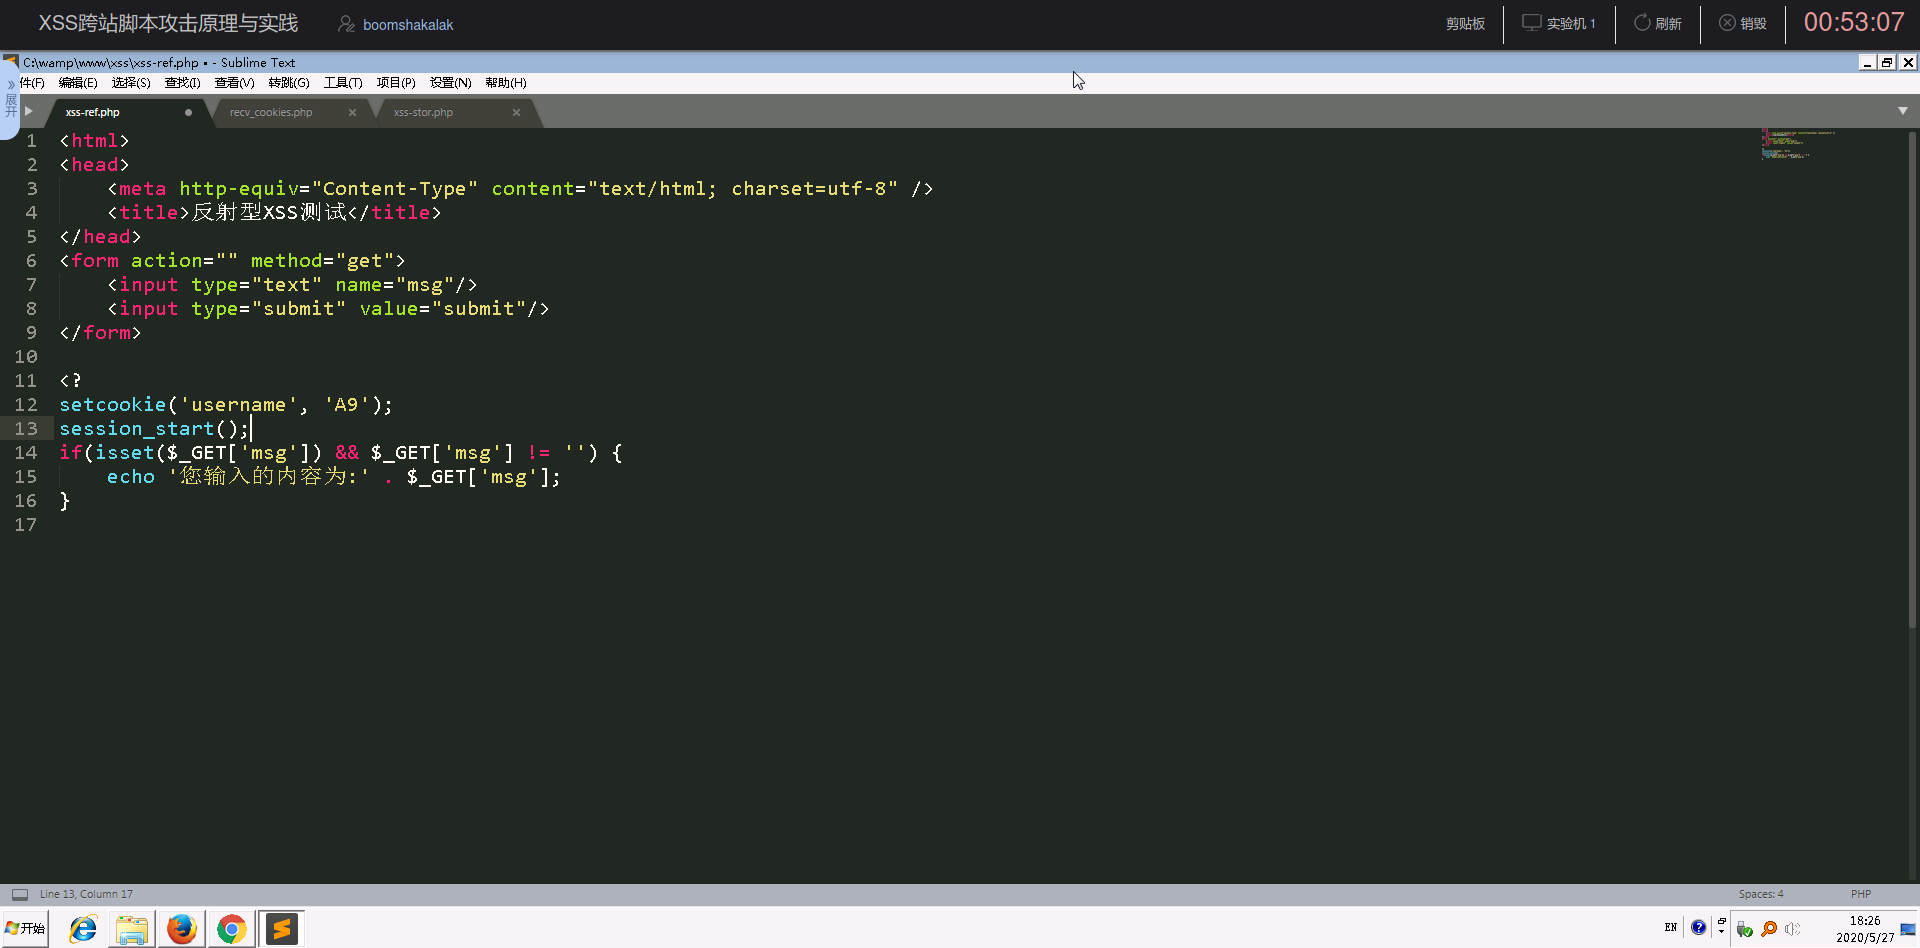 XSS跨站脚本攻击原理与实践 boomshakalak 剪贴板 实验机 1 刷新 销毁 00:53:07
C:\wamp\www\xss\xss-ref.php • - Sublime Text
件(F) 编辑(E) 选择(S) 查找(I) 查看(V) 转跳(G) 工具(T) 项目(P) 设置(N) 帮助(H)
» 展开
xss-ref.php recv_cookies.php xss-stor.php
1 <html>
2 <head>
3 <meta http-equiv="Content-Type" content="text/html; charset=utf-8" />
4 <title>反射型XSS测试</title>
5 </head>
6 <form action="" method="get">
7 <input type="text" name="msg"/>
8 <input type="submit" value="submit"/>
9 </form>
10
11 <?
12 setcookie('username', 'A9');
13 session_start();
14 if(isset($_GET['msg']) && $_GET['msg'] != '') {
15 echo '您输入的内容为:' . $_GET['msg'];
16 }
17
Line 13, Column 17 Spaces: 4 PHP
开始 EN 18:26
2020/5/27